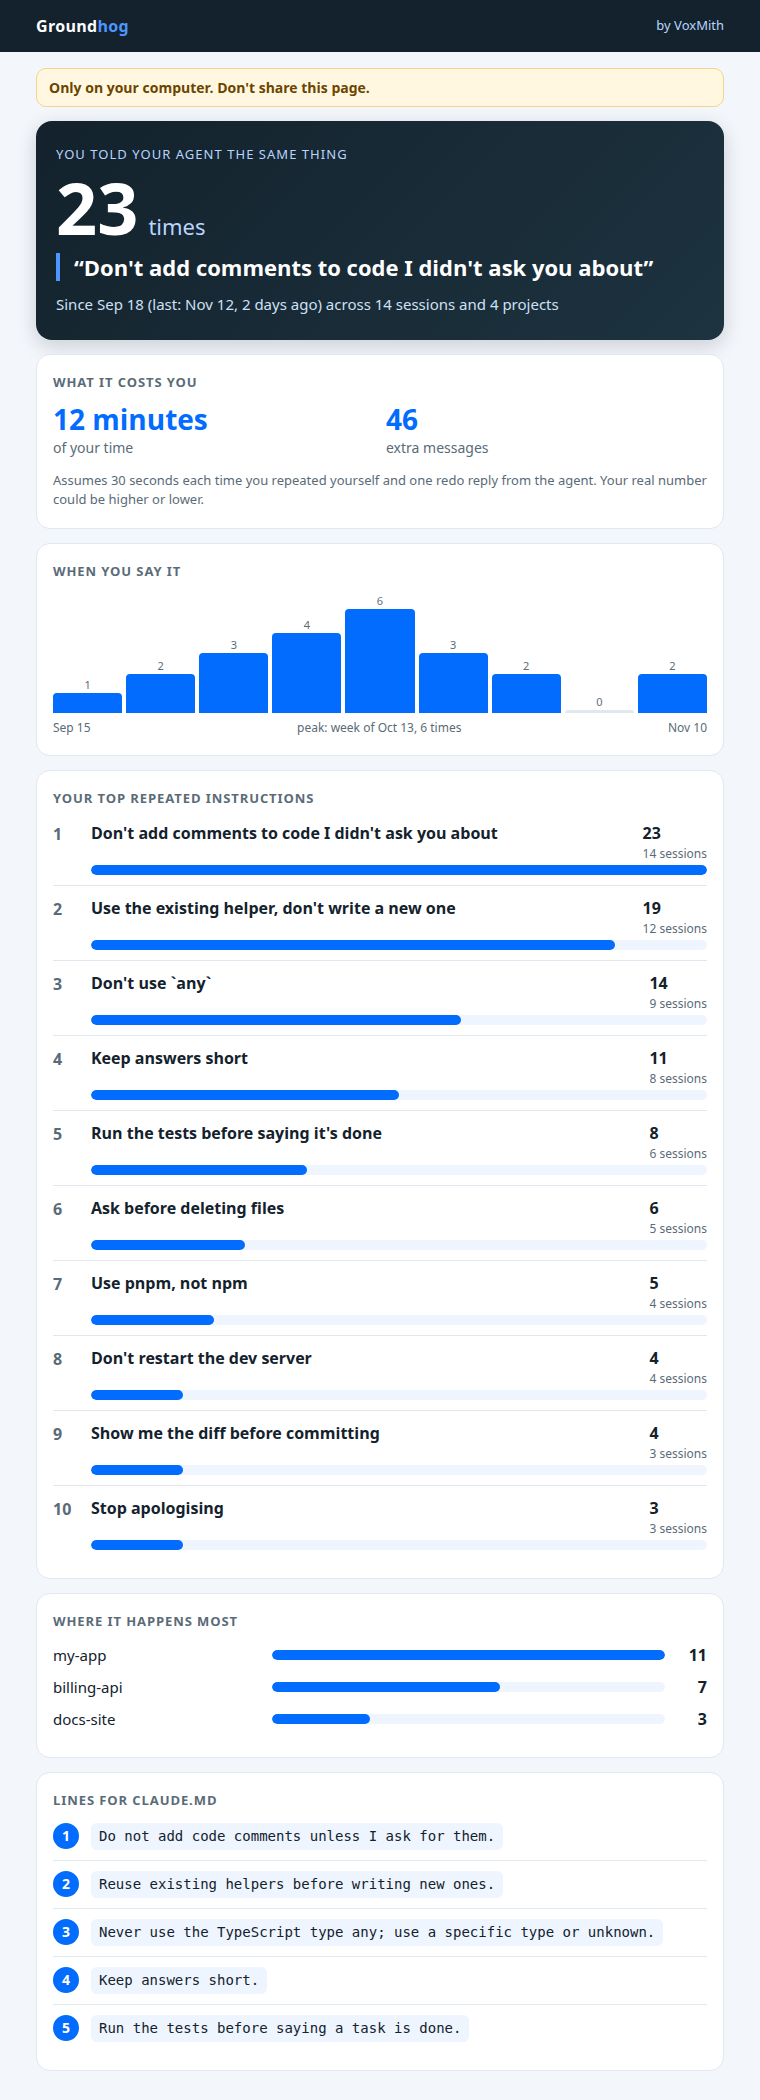 Groundhog
by VoxMith
Only on your computer. Don't share this page.
YOU TOLD YOUR AGENT THE SAME THING
23 times
“Don't add comments to code I didn't ask you about”
Since Sep 18 (last: Nov 12, 2 days ago) across 14 sessions and 4 projects
WHAT IT COSTS YOU
12 minutes
of your time
46
extra messages
Assumes 30 seconds each time you repeated yourself and one redo reply from the agent. Your real number
could be higher or lower.
WHEN YOU SAY IT
1
2
3
4
6
3
2
0
2
Sep 15
peak: week of Oct 13, 6 times
Nov 10
YOUR TOP REPEATED INSTRUCTIONS
1 Don't add comments to code I didn't ask you about 23
14 sessions
2 Use the existing helper, don't write a new one 19
12 sessions
3 Don't use `any` 14
9 sessions
4 Keep answers short 11
8 sessions
5 Run the tests before saying it's done 8
6 sessions
6 Ask before deleting files 6
5 sessions
7 Use pnpm, not npm 5
4 sessions
8 Don't restart the dev server 4
4 sessions
9 Show me the diff before committing 4
3 sessions
10 Stop apologising 3
3 sessions
WHERE IT HAPPENS MOST
my-app 11
billing-api 7
docs-site 3
LINES FOR CLAUDE.MD
1 Do not add code comments unless I ask for them.
2 Reuse existing helpers before writing new ones.
3 Never use the TypeScript type any; use a specific type or unknown.
4 Keep answers short.
5 Run the tests before saying a task is done.